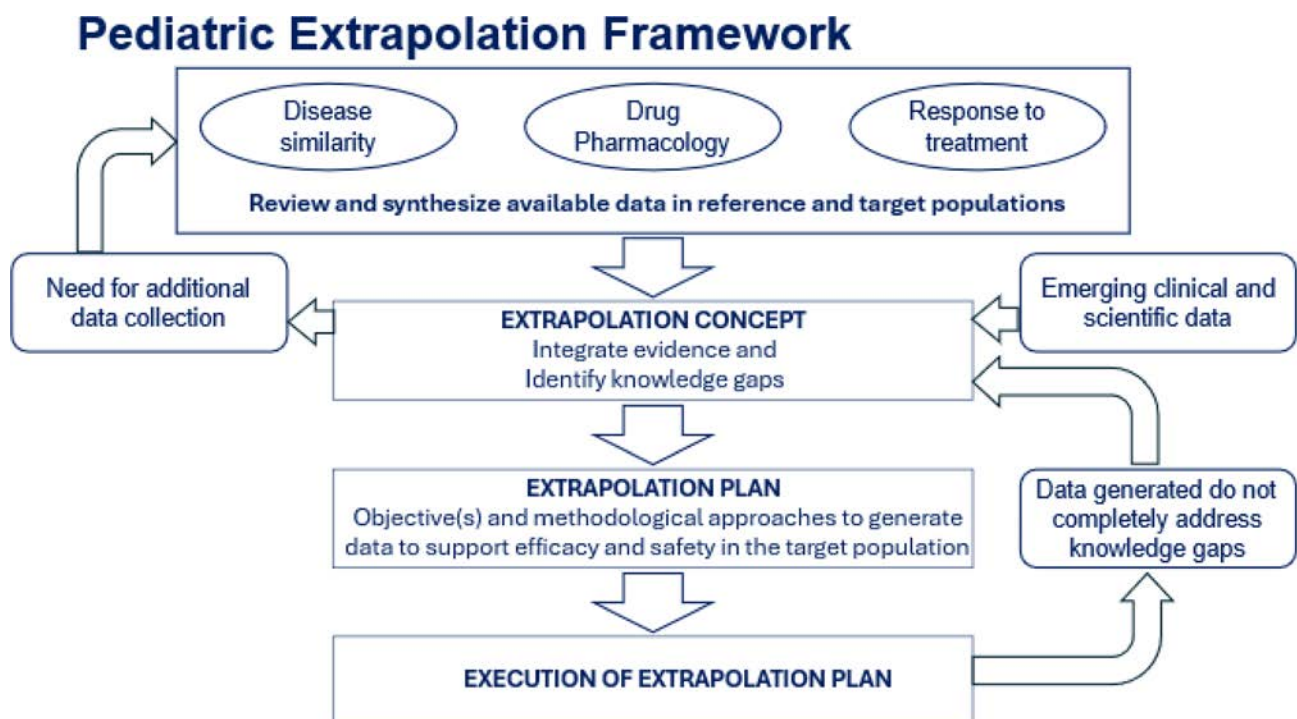 Pediatric Extrapolation Framework
Disease
similarity
Drug
Pharmacology
Response to
treatment
Review and synthesize available data in reference and target populations
Need for additional
data collection
EXTRAPOLATION CONCEPT
Integrate evidence and
Identify knowledge gaps
Emerging clinical and
scientific data
EXTRAPOLATION PLAN
Objective(s) and methodological approaches to generate
data to support efficacy and safety in the target population
Data generated do not
completely address
knowledge gaps
EXECUTION OF EXTRAPOLATION PLAN